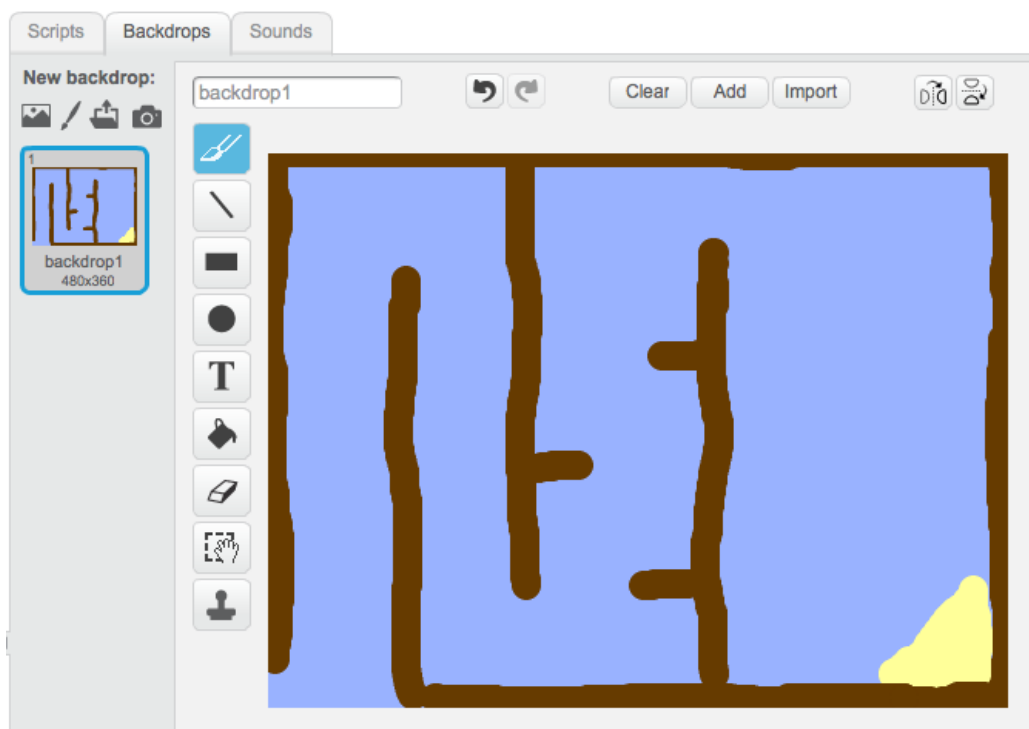 Scripts Backdrops Sounds
New backdrop:
backdrop1
Clear Add Import
1
backdrop1
480x360
T